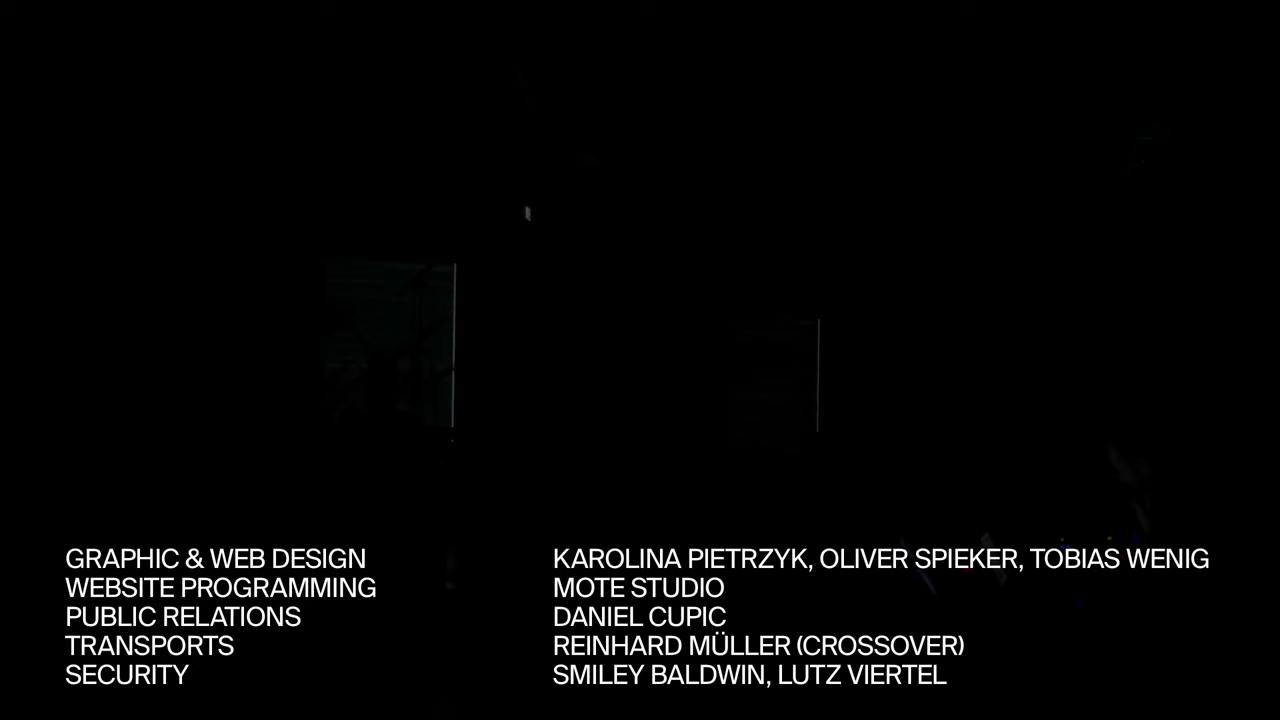 GRAPHIC & WEB DESIGN KAROLINA PIETRZYK, OLIVER SPIEKER, TOBIAS WENIG
WEBSITE PROGRAMMING MOTE STUDIO
PUBLIC RELATIONS DANIEL CUPIC
TRANSPORTS REINHARD MÜLLER (CROSSOVER)
SECURITY SMILEY BALDWIN, LUTZ VIERTEL